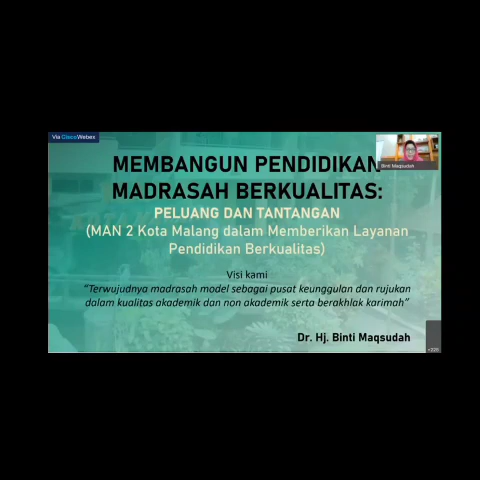 Via Cisco Webex
Binti Maqsudah
MEMBANGUN PENDIDIKAN
MADRASAH BERKUALITAS:
PELUANG DAN TANTANGAN
(MAN 2 Kota Malang dalam Memberikan Layanan
Pendidikan Berkualitas)
Visi kami
“Terwujudnya madrasah model sebagai pusat keunggulan dan rujukan
dalam kualitas akademik dan non akademik serta berakhlak karimah”
Dr. Hj. Binti Maqsudah